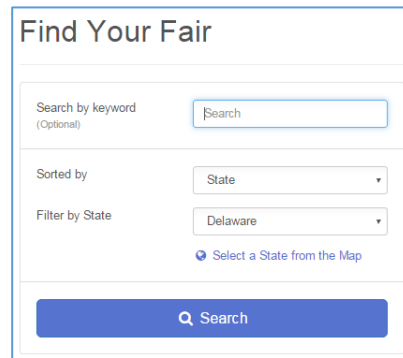 Find Your Fair
Search by keyword
(Optional)
Search
Sorted by
State
Filter by State
Delaware
Select a State from the Map
Search